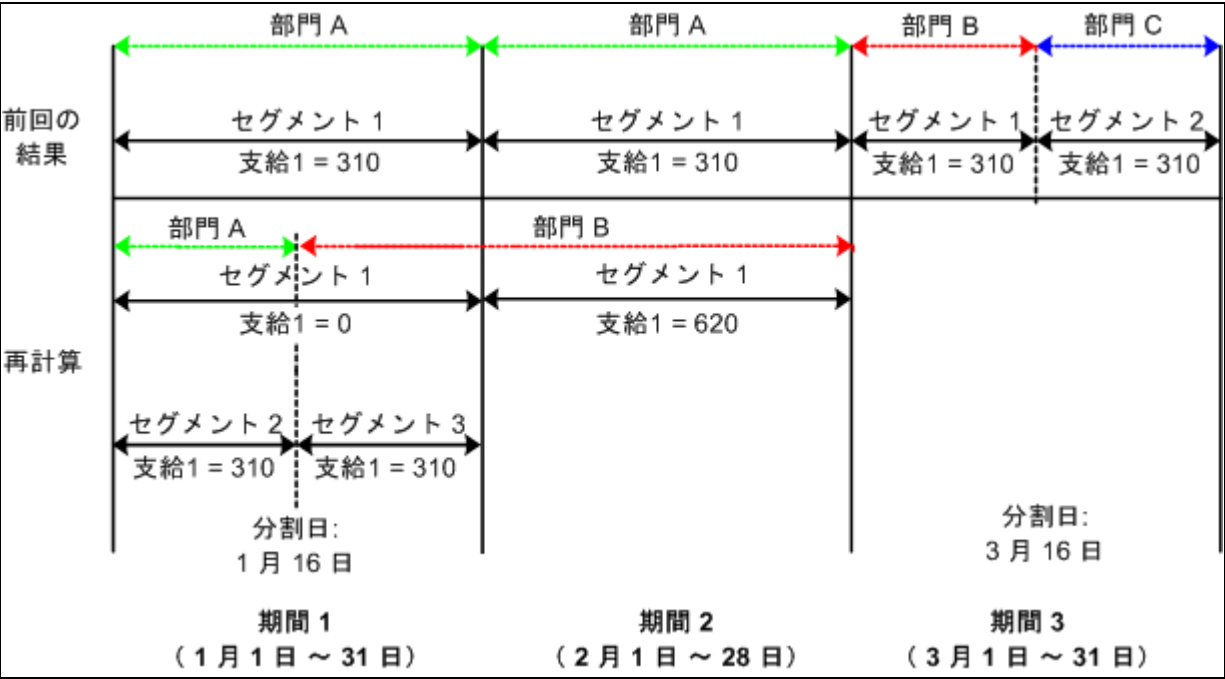 部門 A
部門 A
部門 B
部門 C
前回の
結果
セグメント 1
セグメント 1
セグメント 1
セグメント 2
支給1 = 310
支給1 = 310
支給1 = 310
支給1 = 310
部門 A
部門 B
セグメント 1
セグメント 1
支給1 = 0
支給1 = 620
再計算
セグメント 2
セグメント 3
支給1 = 310
支給1 = 310
分割日:
1 月 16 日
分割日:
3 月 16 日
期間 1
( 1 月 1 日 ～ 31 日)
期間 2
( 2 月 1 日 ～ 28 日)
期間 3
( 3 月 1 日 ～ 31 日)